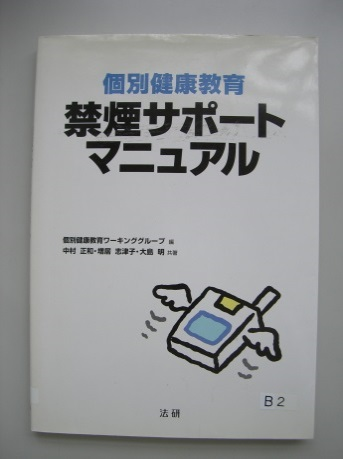 個別健康教育
禁煙サポート
マニュアル
個別健康教育ワーキンググループ 編
中村 正和・増居 志津子・大島 明 共著
法研
B2